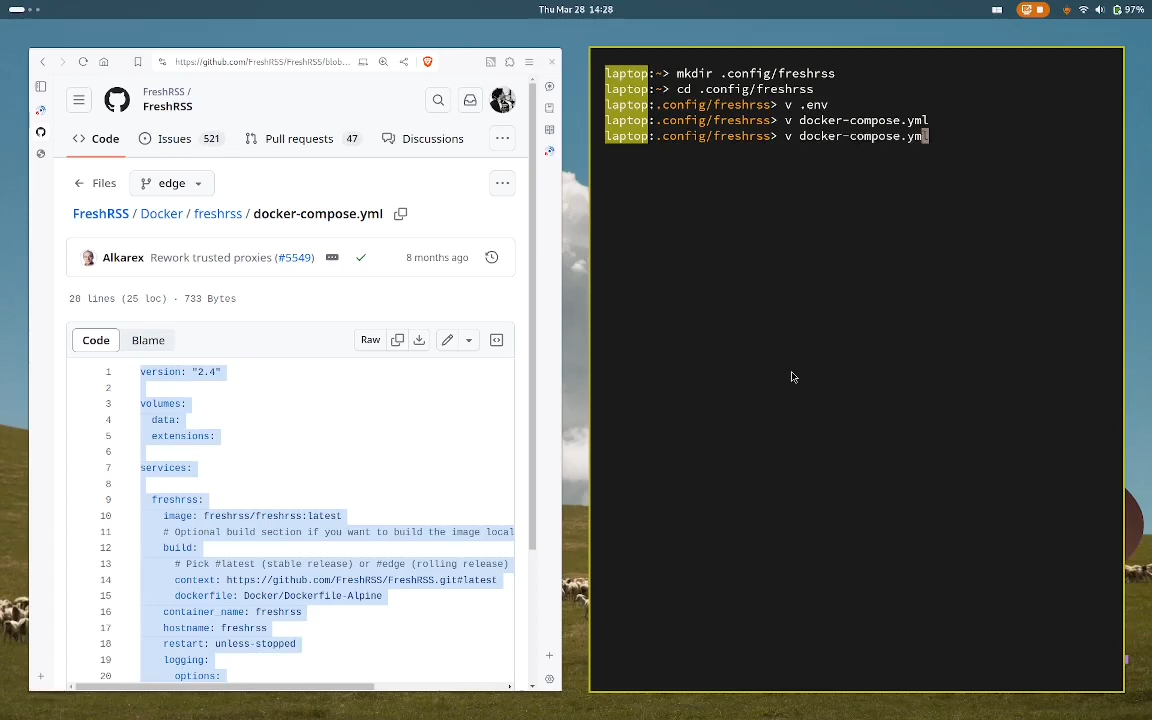 Thu Mar 28 14:28
97%
https://github.com/FreshRSS/FreshRSS/blob...
FreshRSS /
FreshRSS
Code
Issues 521
Pull requests 47
Discussions
Files
edge
FreshRSS / Docker / freshrss / docker-compose.yml
Alkarex Rework trusted proxies (#5549)
8 months ago
28 lines (25 loc) · 733 Bytes
Code
Blame
Raw
1 version: "2.4"
2
3 volumes:
4 data:
5 extensions:
6
7 services:
8
9 freshrss:
10 image: freshrss/freshrss:latest
11 # Optional build section if you want to build the image local
12 build:
13 # Pick #latest (stable release) or #edge (rolling release)
14 context: https://github.com/FreshRSS/FreshRSS.git#latest
15 dockerfile: Docker/Dockerfile-Alpine
16 container_name: freshrss
17 hostname: freshrss
18 restart: unless-stopped
19 logging:
20 options:
laptop:~> mkdir .config/freshrss
laptop:~> cd .config/freshrss
laptop:.config/freshrss> v .env
laptop:.config/freshrss> v docker-compose.yml
laptop:.config/freshrss> v docker-compose.yml